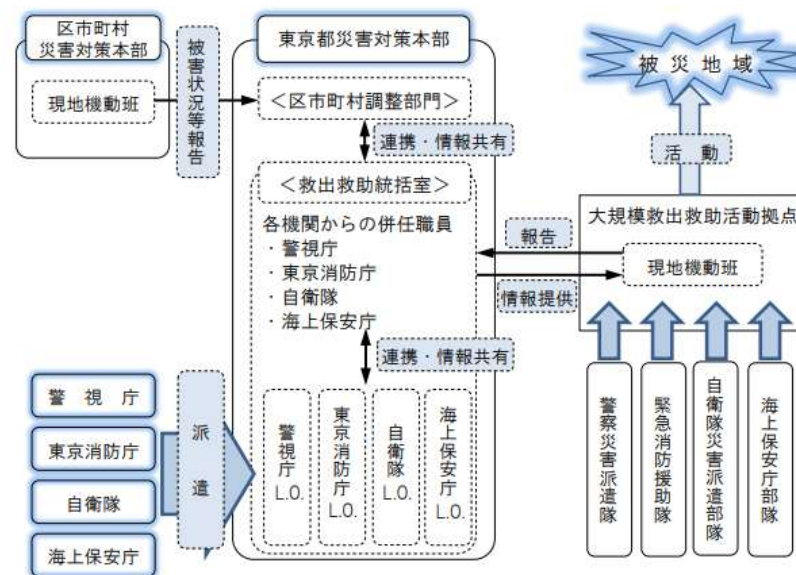 区市町村
災害対策本部
現地機動班
被害状況等報告
東京都災害対策本部
＜区市町村調整部門＞
連携・情報共有
＜救出救助統括室＞
各機関からの併任職員
・警視庁
・東京消防庁
・自衛隊
・海上保安庁
連携・情報共有
警視庁L.O.
東京消防庁L.O.
自衛隊L.O.
海上保安庁L.O.
警視庁
東京消防庁
自衛隊
海上保安庁
派遣
報告
情報提供
被災地域
活動
大規模救出救助活動拠点
現地機動班
警察災害派遣隊
緊急消防援助隊
自衛隊災害派遣部隊
海上保安庁部隊